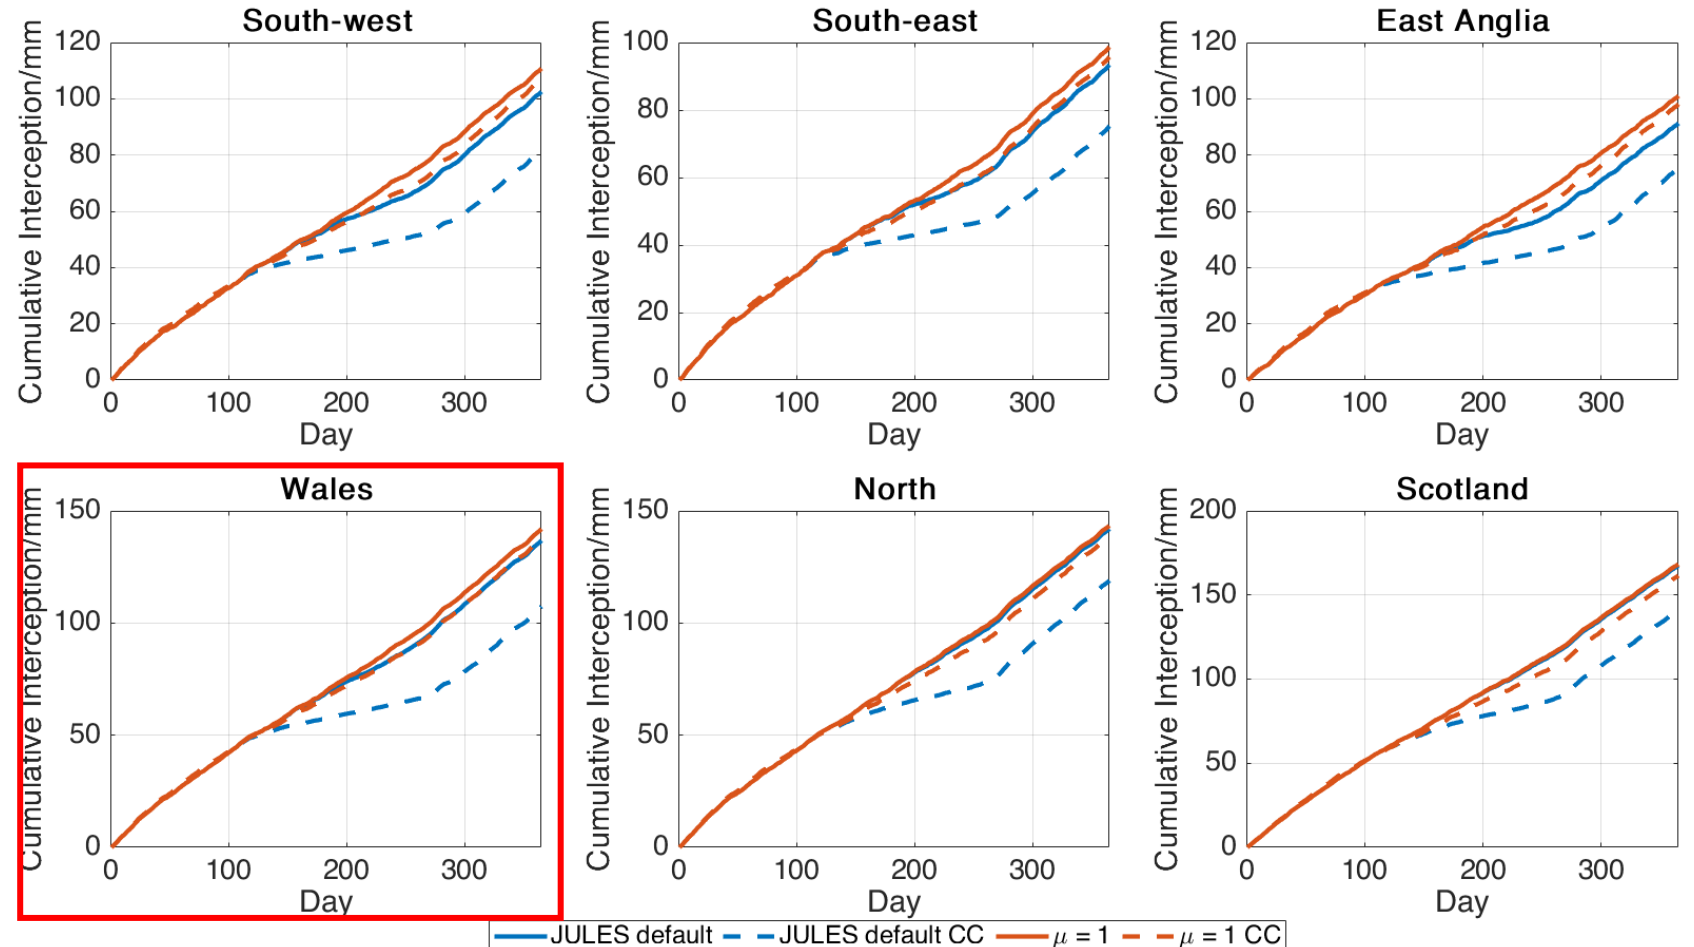 South-west
South-east
East Anglia
Cumulative Interception/mm
120
100
80
60
40
20
0
0 100 200 300
Day
Cumulative Interception/mm
100
80
60
40
20
0
0 100 200 300
Day
Cumulative Interception/mm
120
100
80
60
40
20
0
0 100 200 300
Day
Wales
North
Scotland
Cumulative Interception/mm
150
100
50
0
0 100 200 300
Day
Cumulative Interception/mm
150
100
50
0
0 100 200 300
Day
Cumulative Interception/mm
200
150
100
50
0
0 100 200 300
Day
JULES default JULES default CC μ = 1 μ = 1 CC